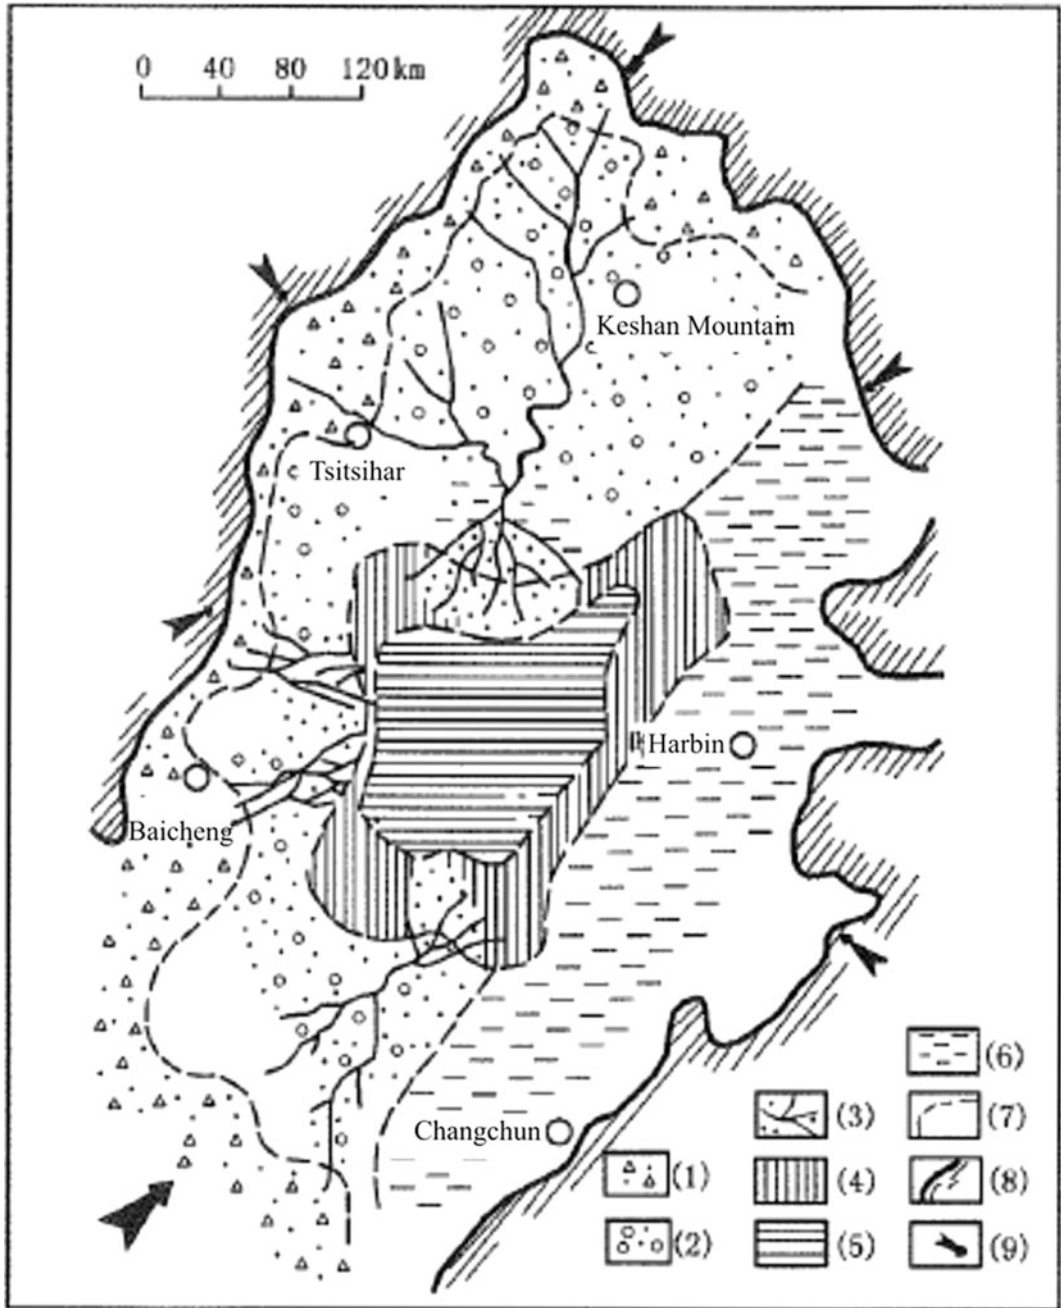 0 40 80 120 km
Keshan Mountain
Tsitsihar
Harbin
Baicheng
Changchun
(1)
(2)
(3)
(4)
(5)
(6)
(7)
(8)
(9)